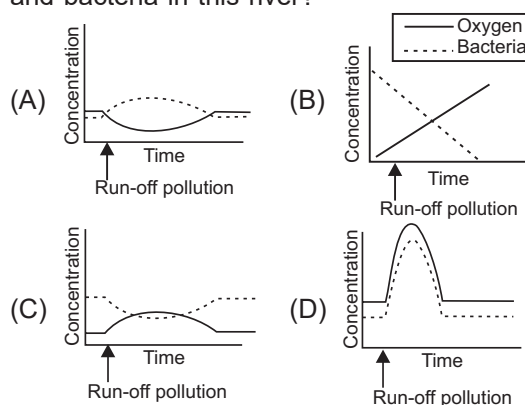 and bacteria in this river?
Oxygen
Bacteria
(A)
Concentration
Time
Run-off pollution
(B)
Concentration
Time
Run-off pollution
(C)
Concentration
Time
Run-off pollution
(D)
Concentration
Time
Run-off pollution